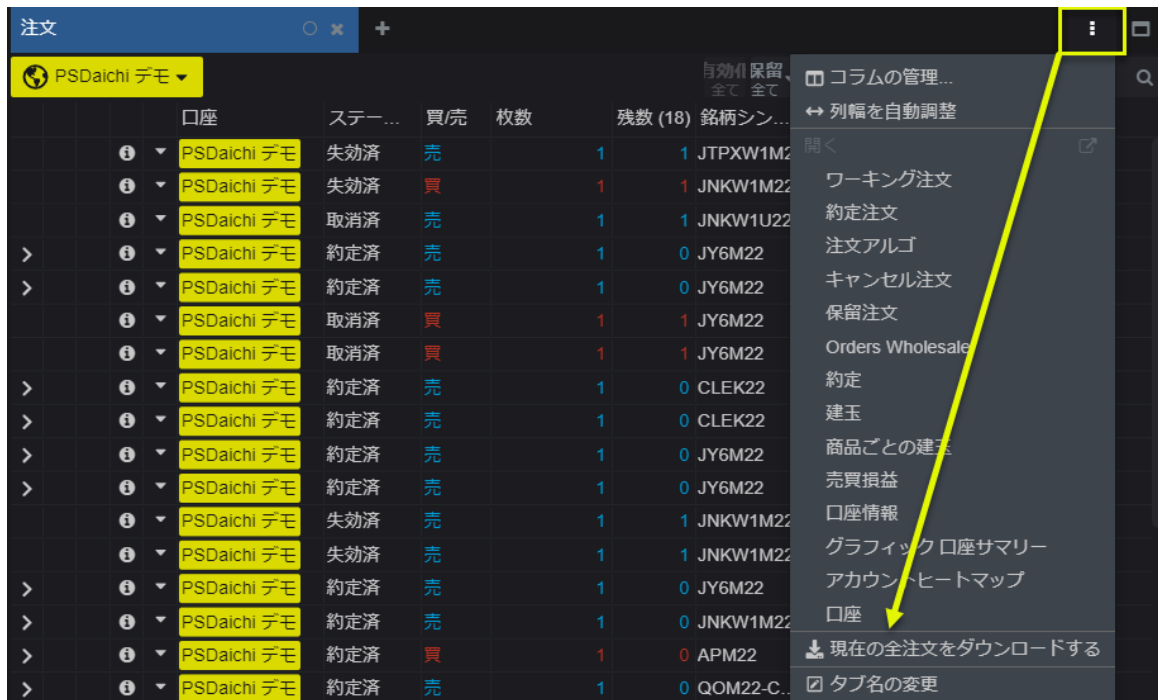 注文
PSDaichi デモ
保留
全て 全て
口座 ステー... 買/売 枚数 残数 (18) 銘柄シン...
PSDaichi デモ 失効済 売 1 1 JTPXW1M2
PSDaichi デモ 失効済 買 1 1 JNKW1M22
PSDaichi デモ 取消済 売 1 1 JNKW1U22
PSDaichi デモ 約定済 売 1 0 JY6M22
PSDaichi デモ 約定済 売 1 0 JY6M22
PSDaichi デモ 取消済 買 1 1 JY6M22
PSDaichi デモ 取消済 買 1 1 JY6M22
PSDaichi デモ 約定済 売 1 0 CLEK22
PSDaichi デモ 約定済 売 1 0 CLEK22
PSDaichi デモ 約定済 売 1 0 JY6M22
PSDaichi デモ 約定済 売 1 0 JY6M22
PSDaichi デモ 失効済 売 1 1 JNKW1M22
PSDaichi デモ 失効済 売 1 1 JNKW1M22
PSDaichi デモ 約定済 売 1 0 JY6M22
PSDaichi デモ 約定済 売 1 0 JNKW1M22
PSDaichi デモ 約定済 買 1 0 APM22
PSDaichi デモ 約定済 売 1 0 QOM22-C...
コラムの管理...
列幅を自動調整
開く
ワーキング注文
約定注文
注文アルゴ
キャンセル注文
保留注文
Orders Wholesale
約定
建玉
商品ごとの建玉
売買損益
口座情報
グラフィック 口座サマリー
アカウントヒートマップ
口座
現在の全注文をダウンロードする
タブ名の変更